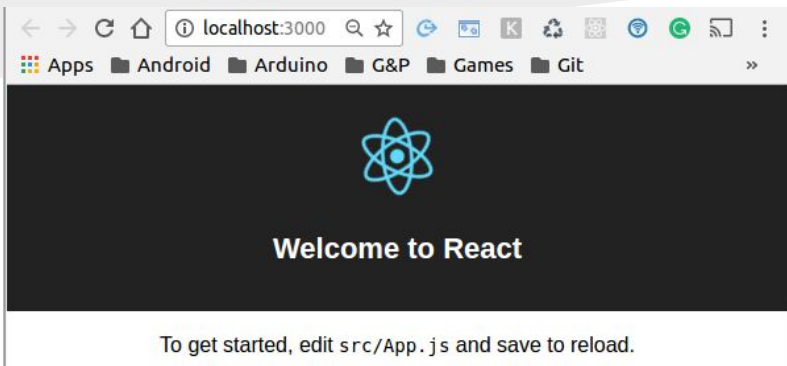 localhost:3000
Apps Android Arduino G&P Games Git »
Welcome to React
To get started, edit src/App.js and save to reload.